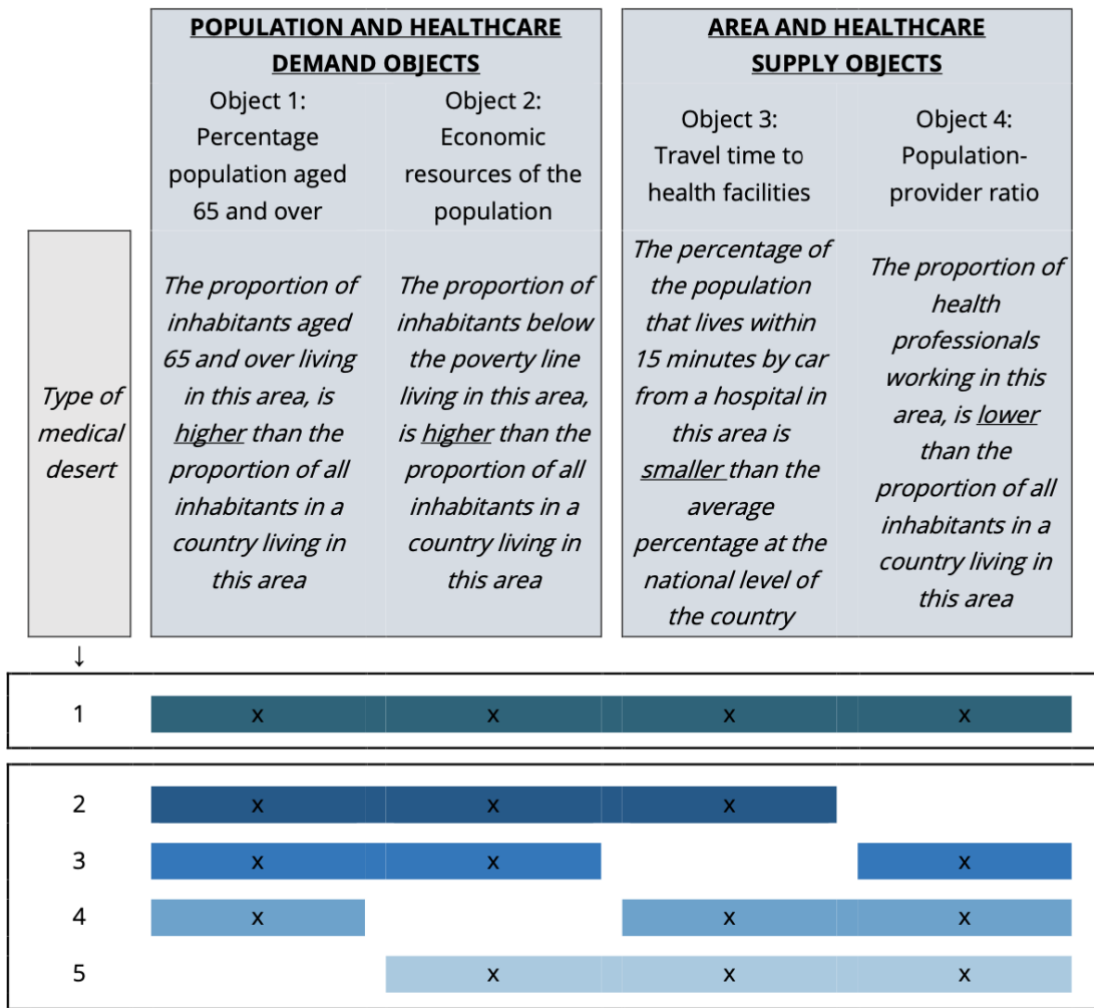 POPULATION AND HEALTHCARE
DEMAND OBJECTS
Object 1:
Percentage
population aged
65 and over
Object 2:
Economic
resources of the
population
AREA AND HEALTHCARE
SUPPLY OBJECTS
Object 3:
Travel time to
health facilities
Object 4:
Population-
provider ratio
Type of
medical
desert
↓
The proportion of
inhabitants aged
65 and over living
in this area, is
higher than the
proportion of all
inhabitants in a
country living in
this area
The proportion of
inhabitants below
the poverty line
living in this area,
is higher than the
proportion of all
inhabitants in a
country living in
this area
The percentage of
the population
that lives within
15 minutes by car
from a hospital in
this area is
smaller than the
average
percentage at the
national level of
the country
The proportion of
health
professionals
working in this
area, is lower
than the
proportion of all
inhabitants in a
country living in
this area
1 x x x x
2 x x x
3 x x x
4 x x x
5 x x x